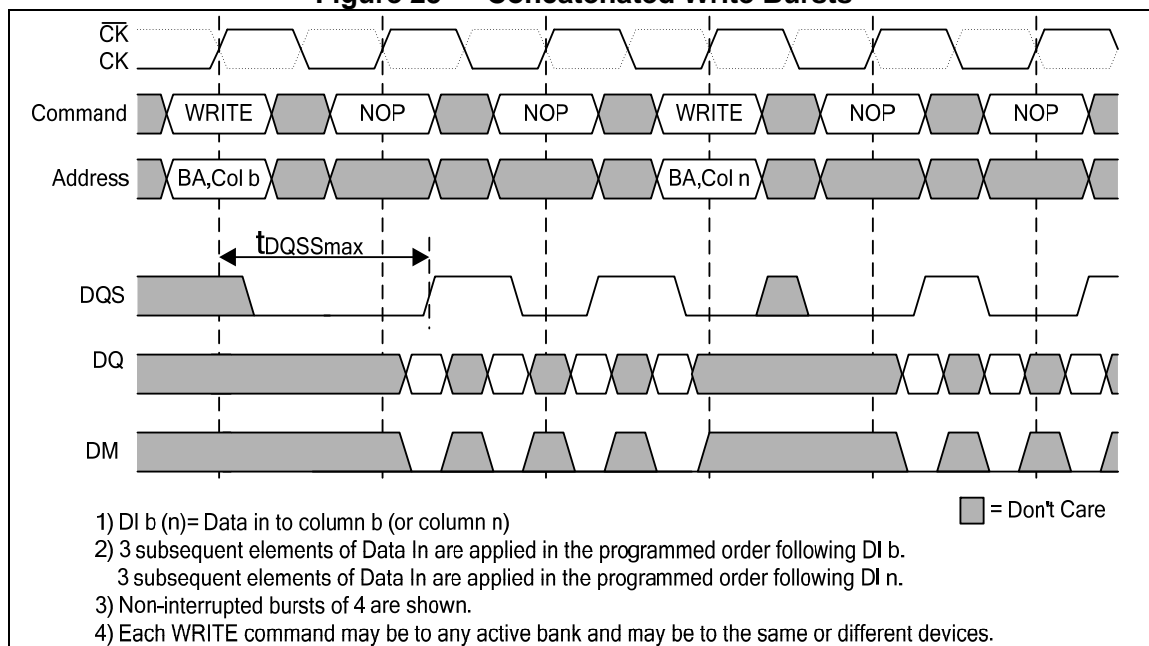 Figure 25 — Concatenated Write Bursts
CK
CK
Command WRITE NOP NOP WRITE NOP NOP
Address BA,Col b BA,Col n
tDQSSmax
DQS
DQ
DM
= Don't Care
1) DI b (n)= Data in to column b (or column n)
2) 3 subsequent elements of Data In are applied in the programmed order following DI b.
3 subsequent elements of Data In are applied in the programmed order following DI n.
3) Non-interrupted bursts of 4 are shown.
4) Each WRITE command may be to any active bank and may be to the same or different devices.